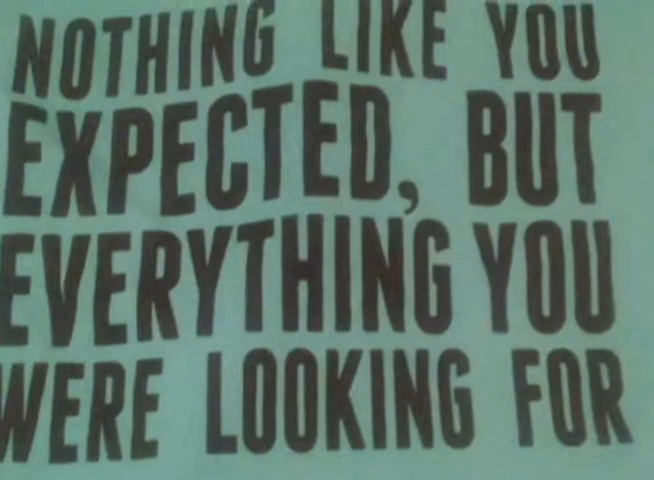 NOTHING LIKE YOU
EXPECTED, BUT
EVERYTHING YOU
WERE LOOKING FOR